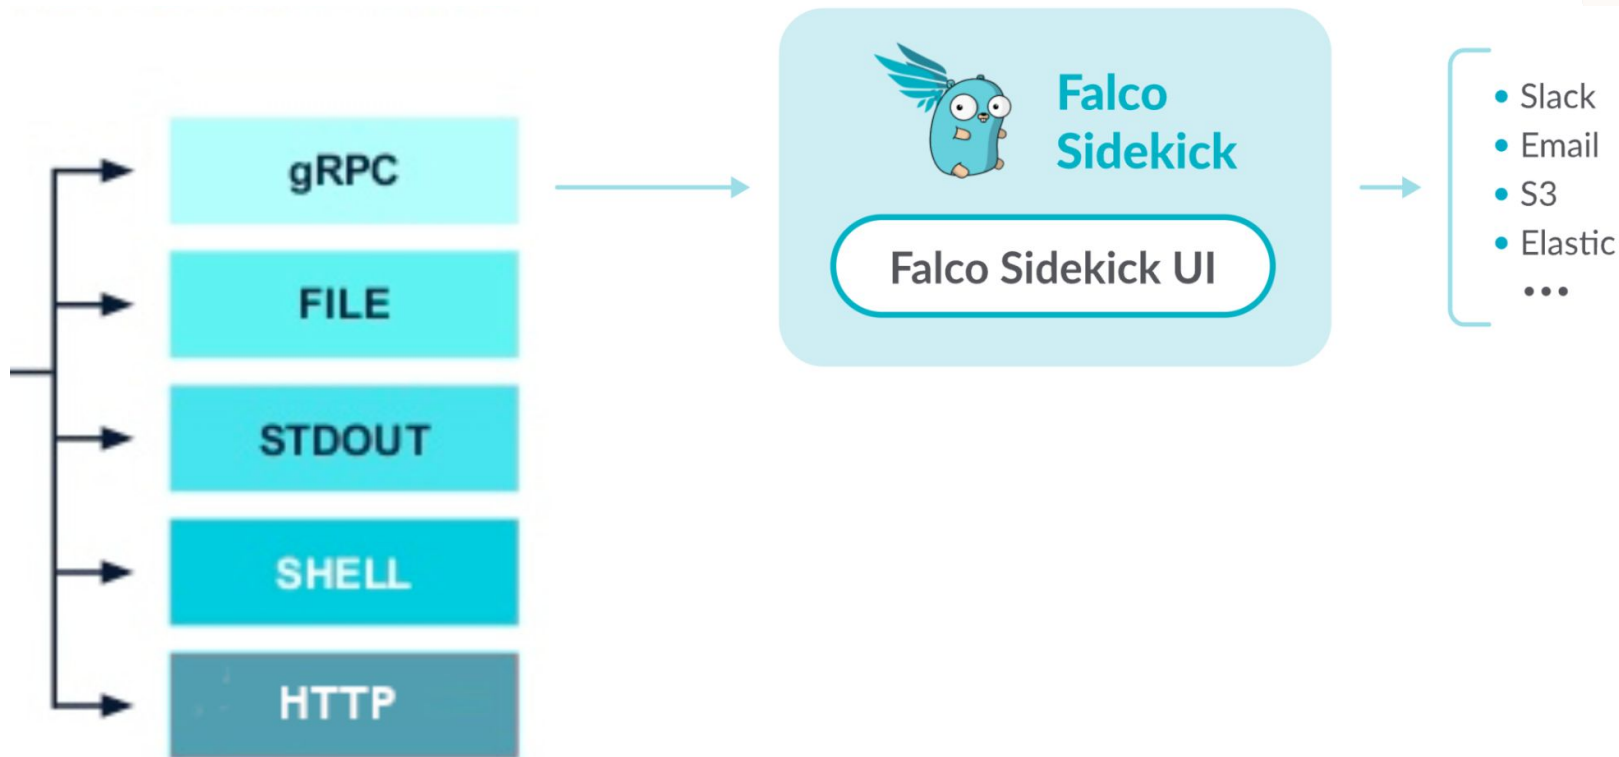 gRPC
FILE
STDOUT
SHELL
HTTP
Falco
Sidekick
Falco Sidekick UI
• Slack
• Email
• S3
• Elastic
•••